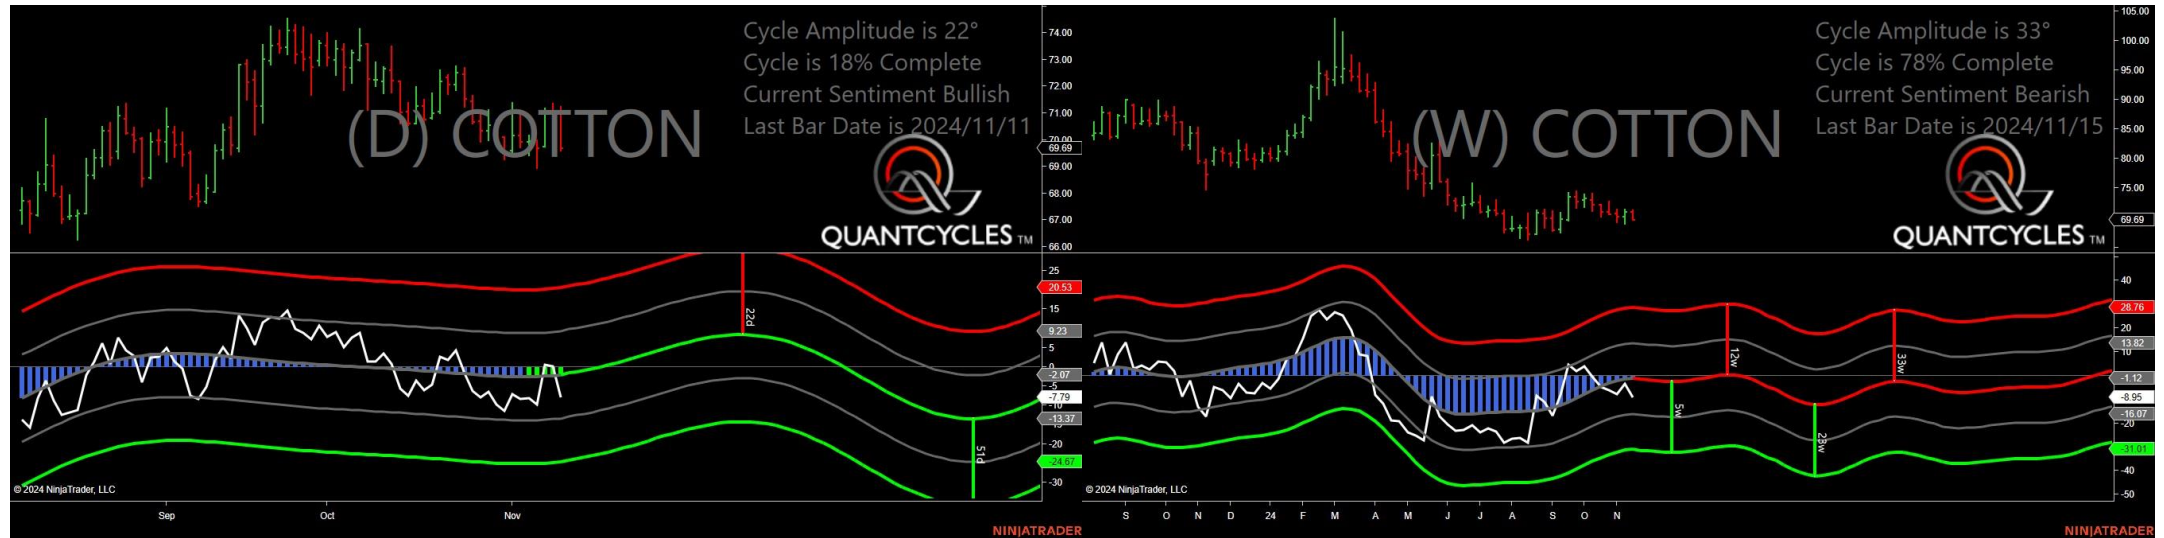 Cycle Amplitude is 22°
Cycle is 18% Complete
Current Sentiment Bullish
Last Bar Date is 2024/11/11
(D) COTTON
QUANTCYCLES TM
74.00
73.00
72.00
71.00
70.00
69.69
69.00
68.00
67.00
66.00
25
20.53
15
9.23
5
0
-2.07
-5
-7.79
-10
-13.37
-20
-24.67
-30
22d
51d
© 2024 NinjaTrader, LLC
Sep
Oct
Nov
NINJATRADER
Cycle Amplitude is 33°
Cycle is 78% Complete
Current Sentiment Bearish
Last Bar Date is 2024/11/15
(W) COTTON
QUANTCYCLES TM
105.00
100.00
95.00
90.00
85.00
80.00
75.00
69.69
40
28.76
20
13.82
10
-1.12
-8.95
-16.07
-20
-31.01
-40
-50
5w
12w
23w
33w
© 2024 NinjaTrader, LLC
S O N D 24 F M A M J J A S O N
NINJATRADER